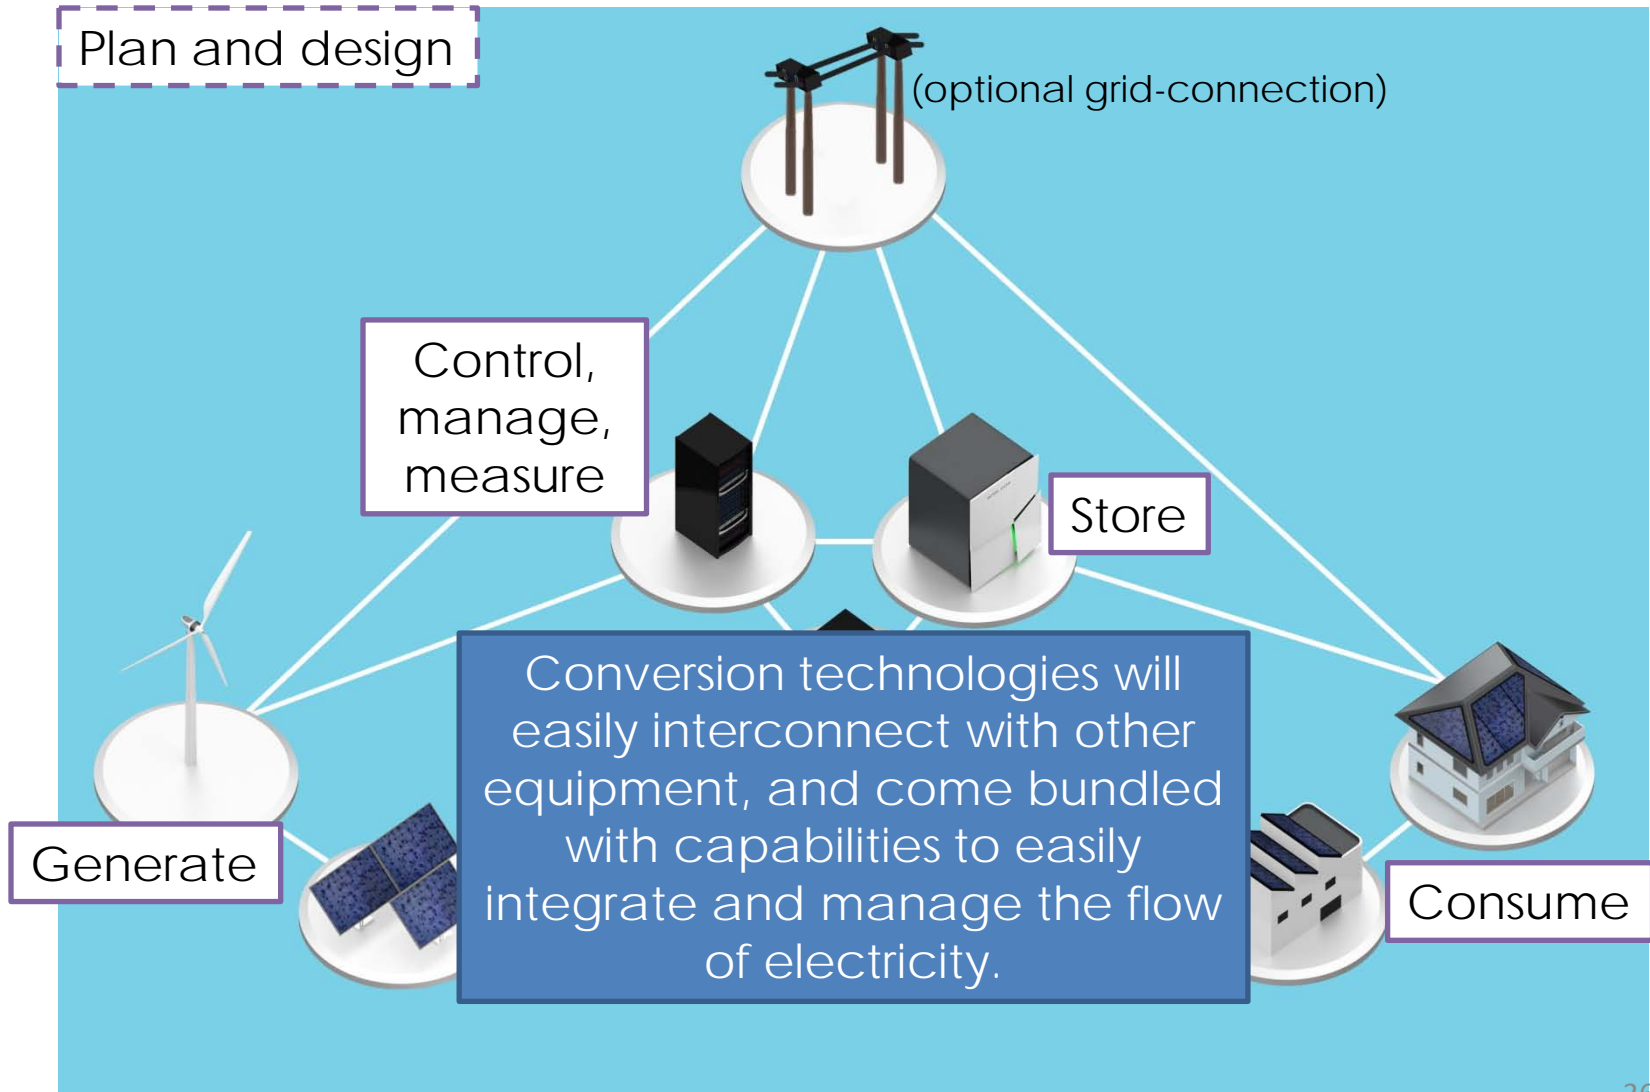 Plan and design
(optional grid-connection)
Control,
manage,
measure
Store
Conversion technologies will
easily interconnect with other
equipment, and come bundled
with capabilities to easily
integrate and manage the flow
of electricity.
Generate
Consume